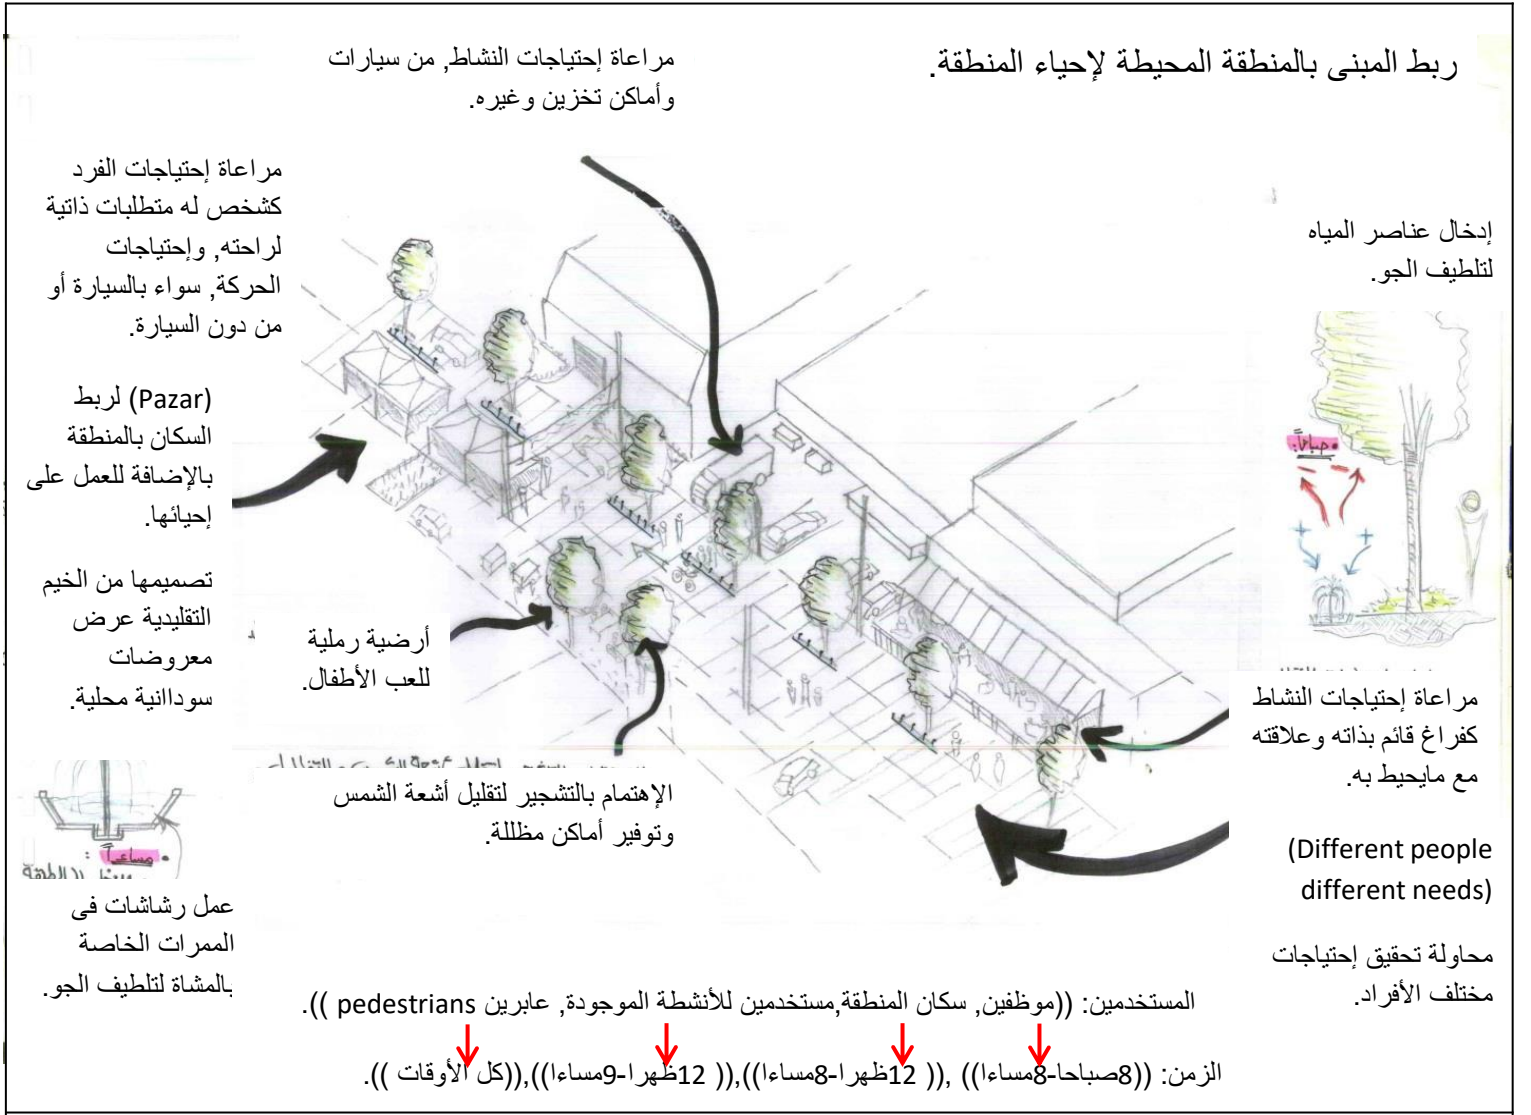 ربط المبنى بالمنطقة المحيطة لإحياء المنطقة.
مراعاة إحتياجات النشاط, من سيارات
وأماكن تخزين وغيره.
مراعاة إحتياجات الفرد
كشخص له متطلبات ذاتية
لراحته, وإحتياجات
الحركة, سواء بالسيارة أو
من دون السيارة.
(Pazar) لربط
السكان بالمنطقة
بالإضافة للعمل على
إحيائها.
تصميمها من الخيم
التقليدية عرض
معروضات
سوداانية محلية.
إدخال عناصر المياه
لتلطيف الجو.
صباحاً:
أرضية رملية
للعب الأطفال.
الإهتمام بالتشجير لتقليل أشعة الشمس
وتوفير أماكن مظللة.
مراعاة إحتياجات النشاط
كفراغ قائم بذاته وعلاقته
مع مايحيط به.
(Different people
different needs)
محاولة تحقيق إحتياجات
مختلف الأفراد.
مساءاً :
عمل رشاشات فى
الممرات الخاصة
بالمشاة لتلطيف الجو.
المستخدمين: ((موظفين, سكان المنطقة,مستخدمين للأنشطة الموجودة, عابرين pedestrians )).
الزمن: ((8صباحا-8مساءا)) ,(( 12ظهرا-8مساءا)),(( 12ظهرا-9مساءا)),((كل الأوقات )).